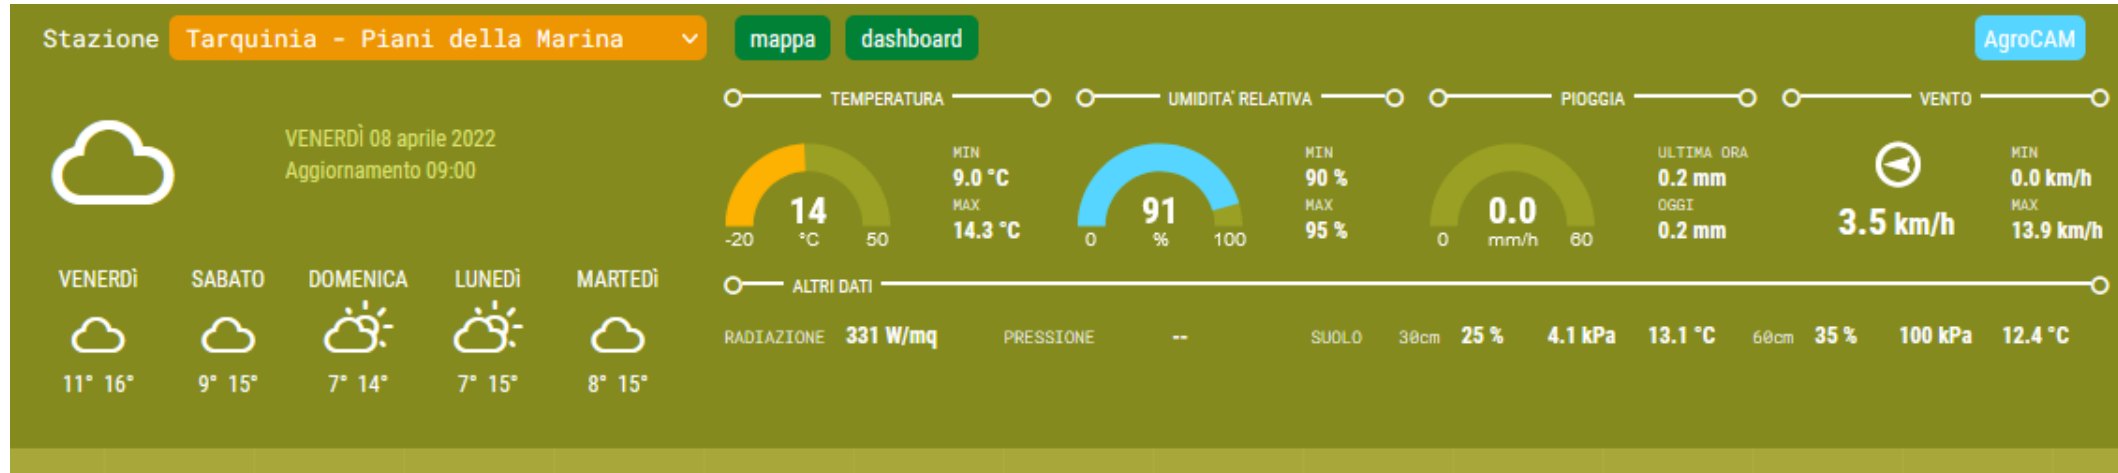 Stazione Tarquinia - Piani della Marina mappa dashboard AgroCAM
VENERDÌ 08 aprile 2022
Aggiornamento 09:00
VENERDÌ SABATO DOMENICA LUNEDÌ MARTEDÌ
11° 16° 9° 15° 7° 14° 7° 15° 8° 15°
TEMPERATURA
14
°C
-20 50
MIN
9.0 °C
MAX
14.3 °C
UMIDITA' RELATIVA
91
%
0 100
MIN
90 %
MAX
95 %
PIOGGIA
0.0
mm/h
0 60
ULTIMA ORA
0.2 mm
OGGI
0.2 mm
VENTO
3.5 km/h
MIN
0.0 km/h
MAX
13.9 km/h
ALTRI DATI
RADIAZIONE 331 W/mq PRESSIONE -- SUOLO 30cm 25 % 4.1 kPa 13.1 °C 60cm 35 % 100 kPa 12.4 °C